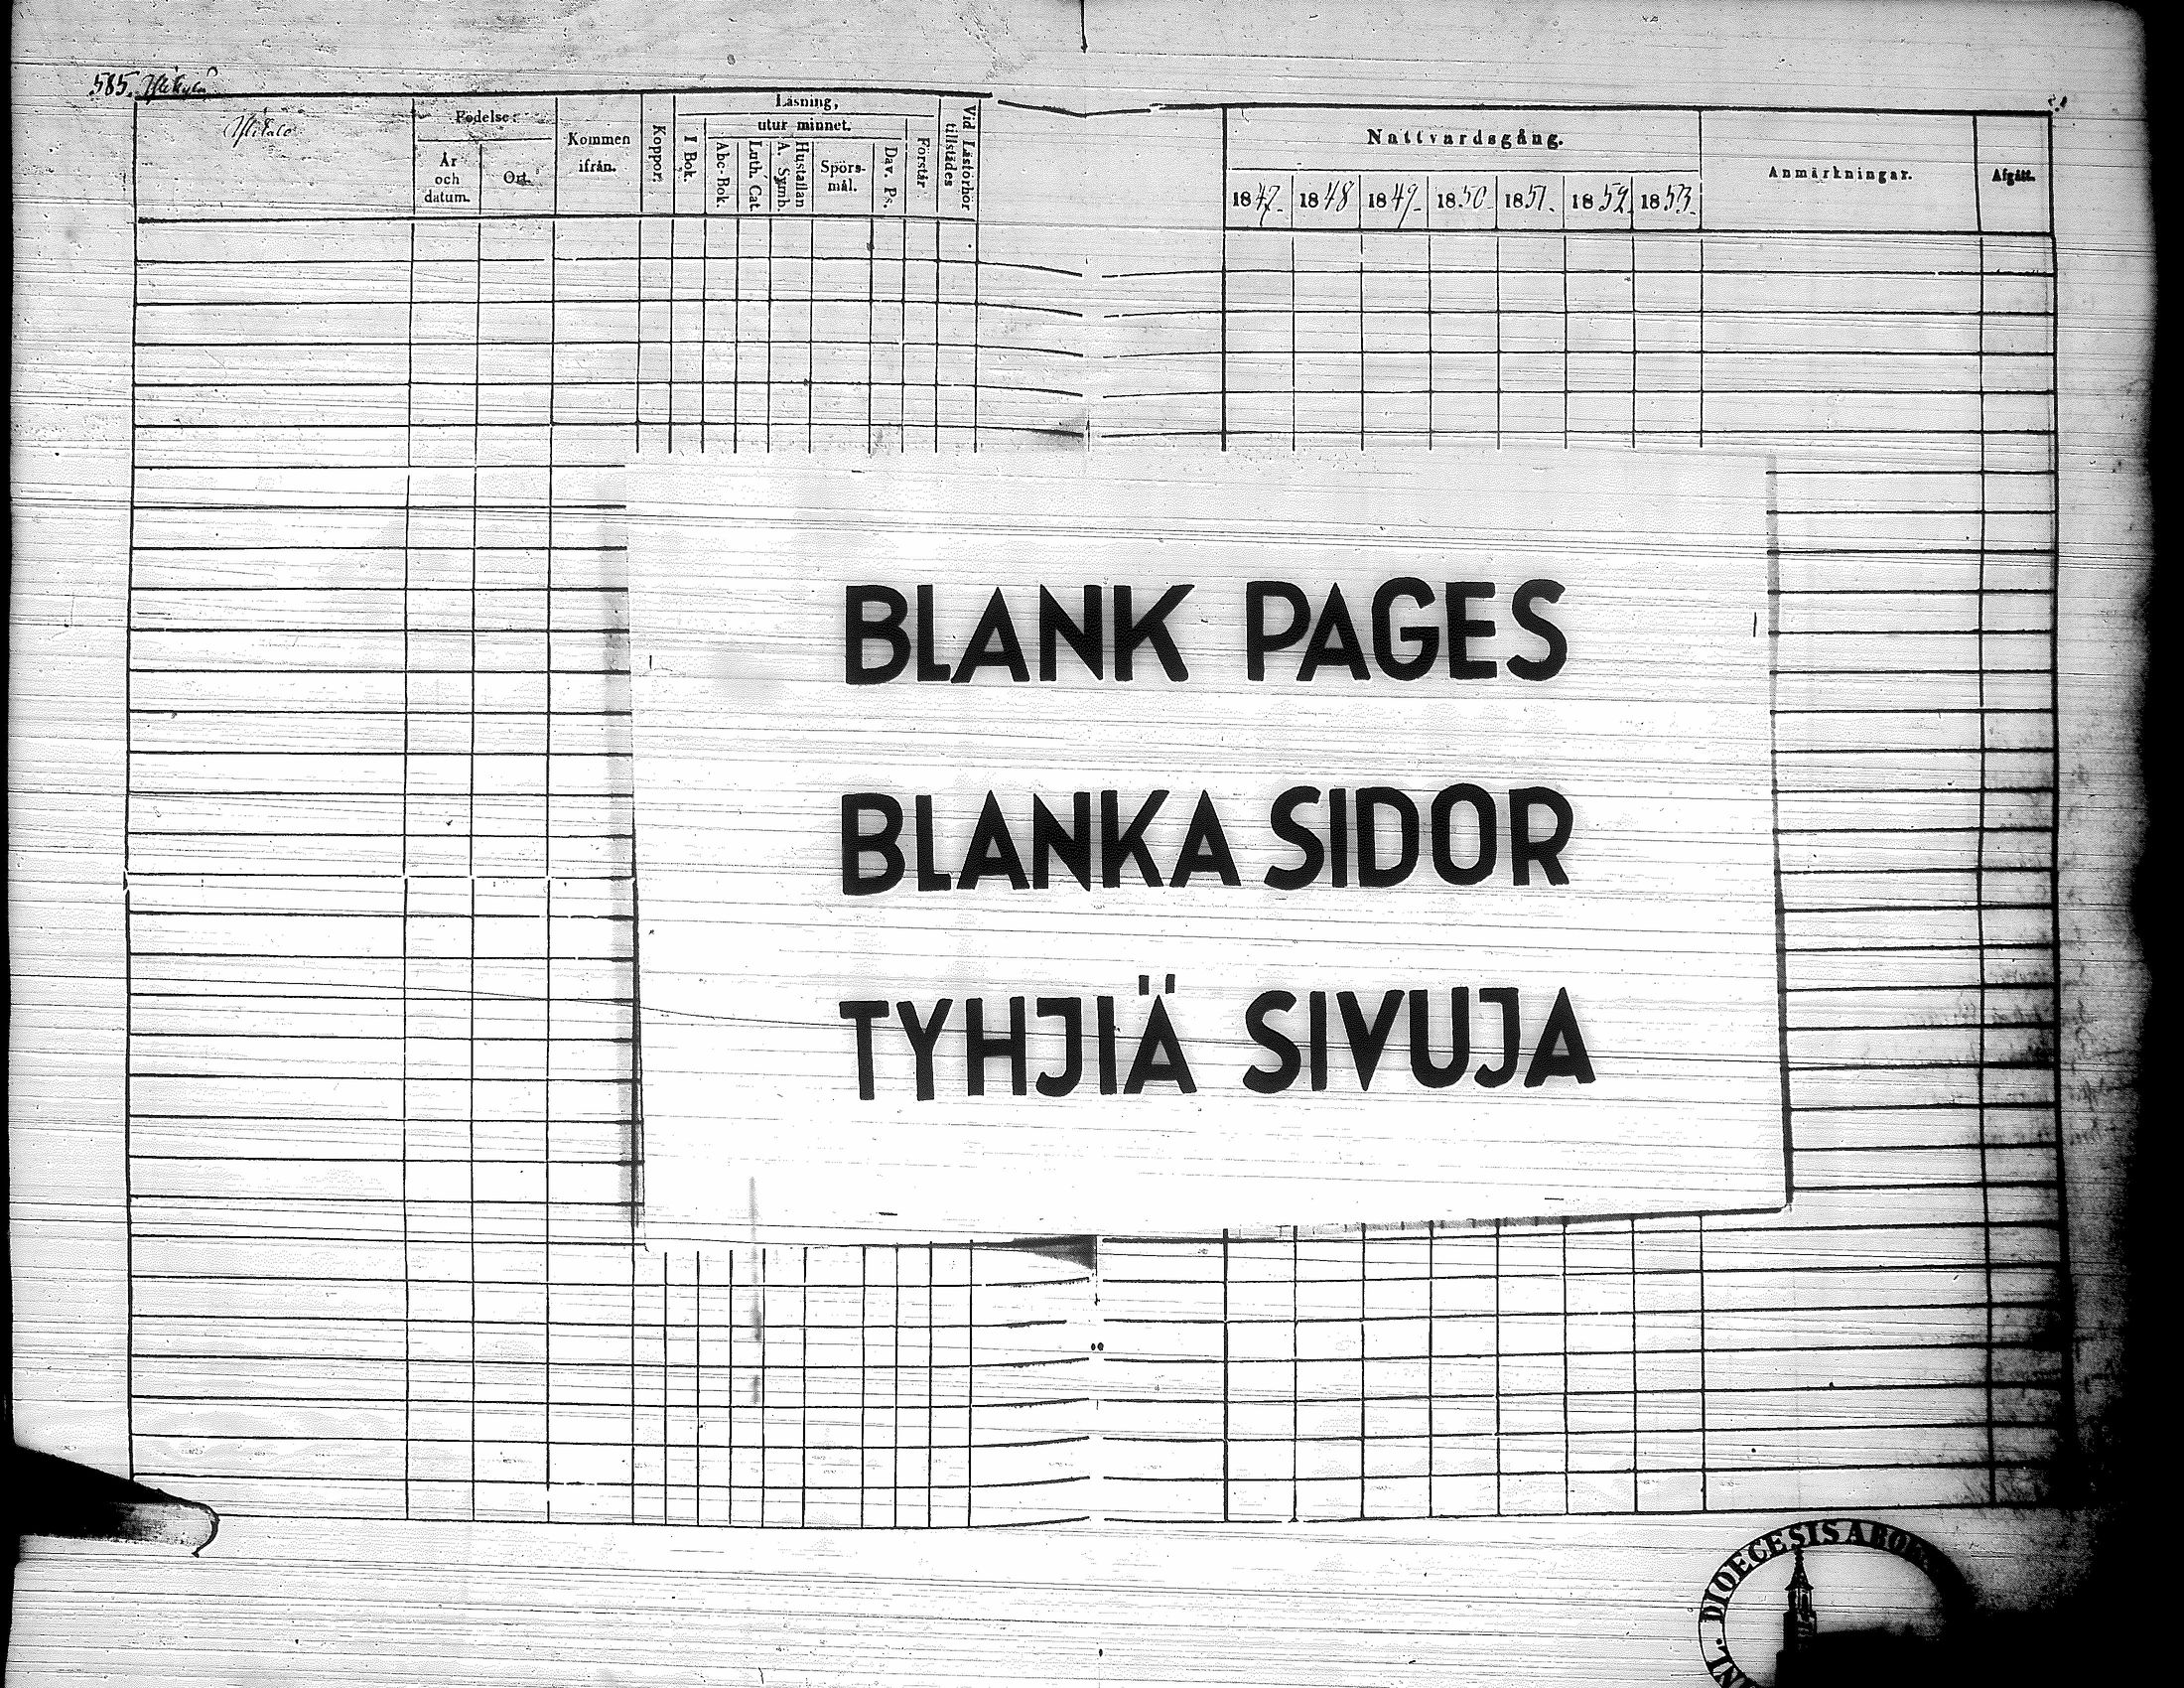 585.
Födelse:
År
och
datum.
Ort.
Kommen
ifrån.
Koppor.
Läsning,
I Bok.
utur minnet.
Abc-Bok.
Luth. Cat.
A. Symb.
Hustaflan
Spörs-
mål.
Dav. Ps.
Förstår
Vid Läsförhör
tillstädes
Nattvardsgång.
1847. 1848 1849. 1850. 1851. 1852. 1853.
Anmärkningar.
Afgått.
BLANK PAGES
BLANKA SIDOR
TYHJIÄ SIVUJA
DIOECESIS